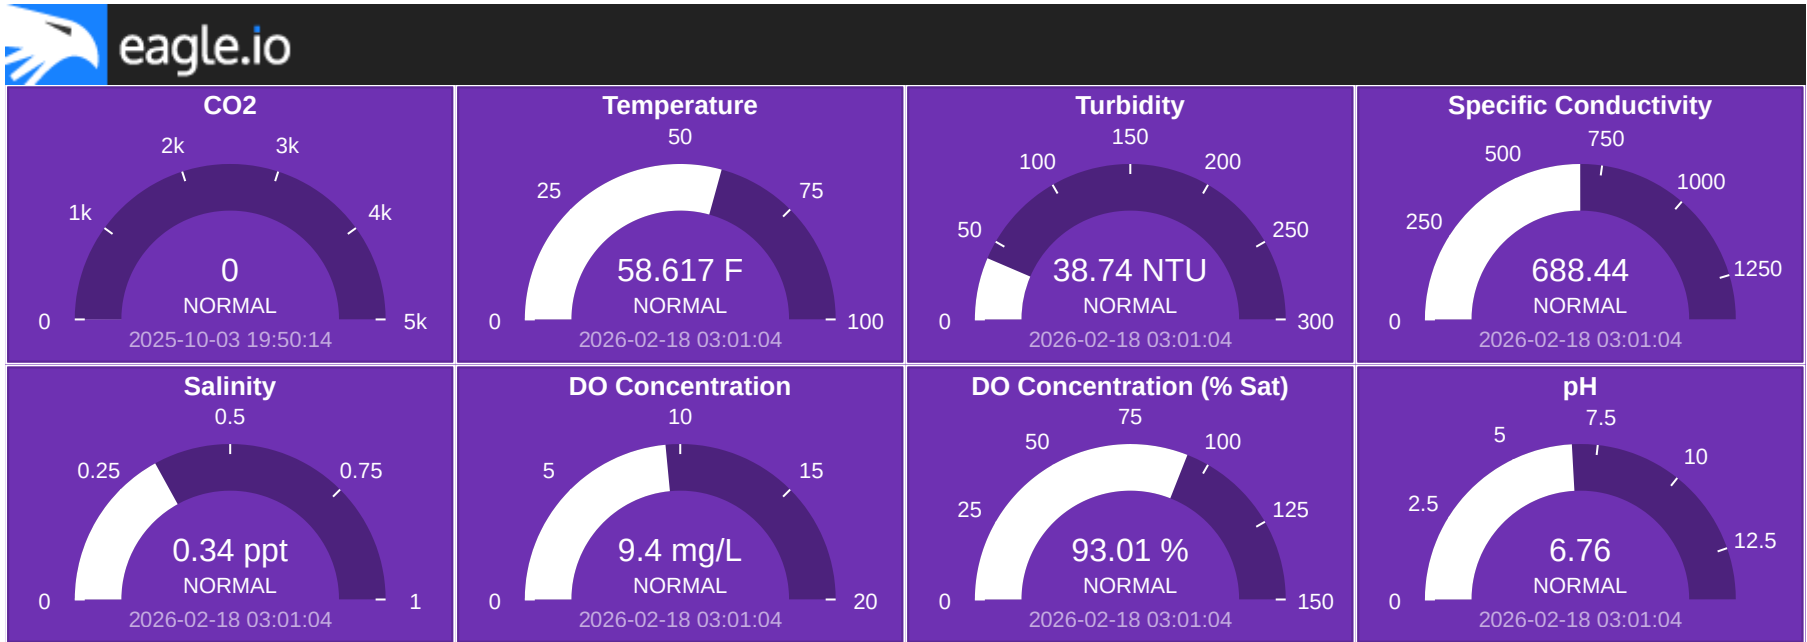 eagle.io
CO2
2k
3k
1k
4k
0
NORMAL
0
5k
2025-10-03 19:50:14
Temperature
50
25
75
58.617 F
NORMAL
0
100
2026-02-18 03:01:04
Turbidity
150
100
200
50
250
38.74 NTU
NORMAL
0
300
2026-02-18 03:01:04
Specific Conductivity
750
500
1000
250
1250
688.44
NORMAL
0
2026-02-18 03:01:04
Salinity
0.5
0.25
0.75
0.34 ppt
NORMAL
0
1
2026-02-18 03:01:04
DO Concentration
10
5
15
9.4 mg/L
NORMAL
0
20
2026-02-18 03:01:04
DO Concentration (% Sat)
75
50
100
25
125
93.01 %
NORMAL
0
150
2026-02-18 03:01:04
pH
7.5
5
10
2.5
12.5
6.76
NORMAL
0
2026-02-18 03:01:04